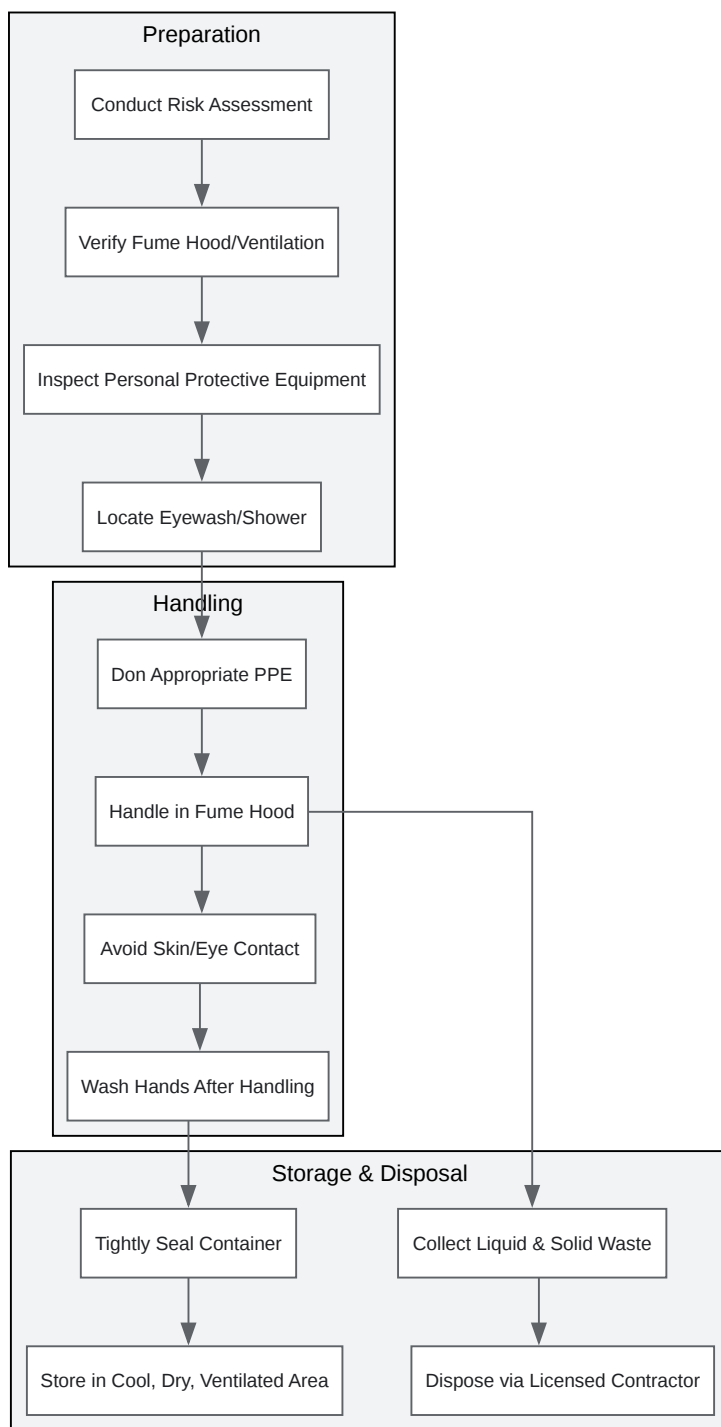 Preparation
Conduct Risk Assessment
Verify Fume Hood/Ventilation
Inspect Personal Protective Equipment
Locate Eyewash/Shower
Handling
Don Appropriate PPE
Handle in Fume Hood
Avoid Skin/Eye Contact
Wash Hands After Handling
Storage & Disposal
Tightly Seal Container
Collect Liquid & Solid Waste
Store in Cool, Dry, Ventilated Area
Dispose via Licensed Contractor